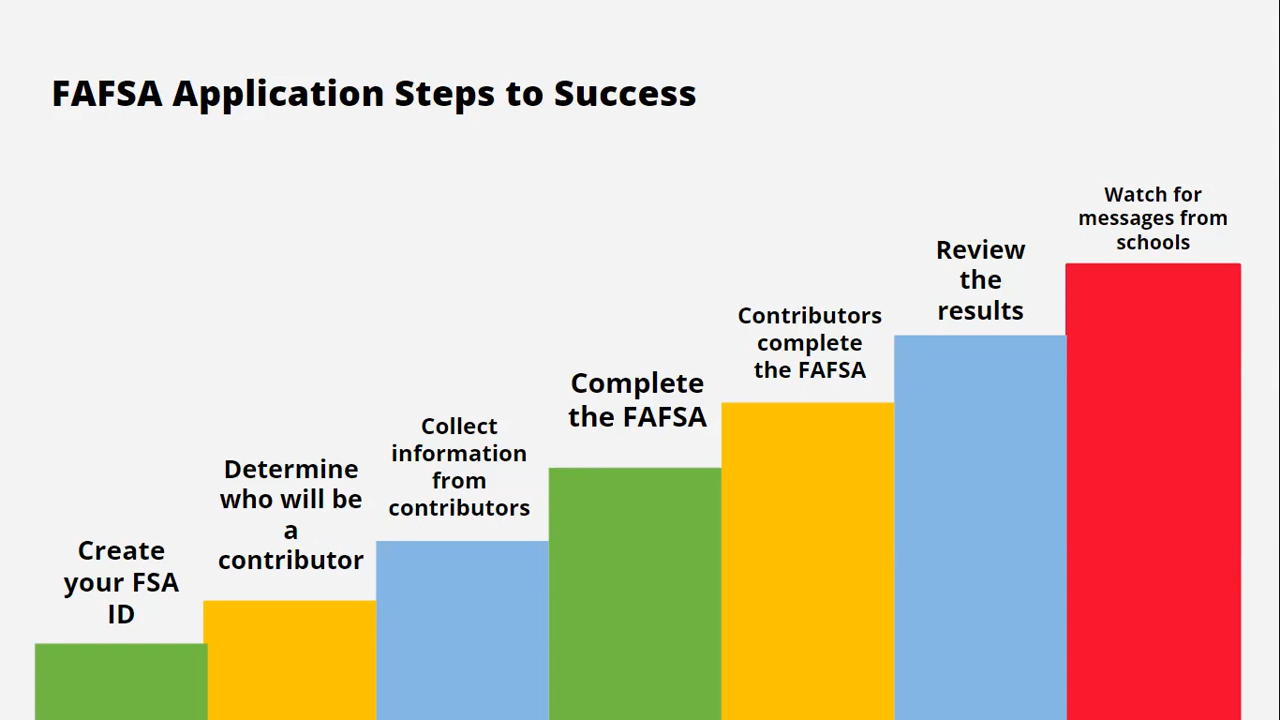 FAFSA Application Steps to Success
Create
your FSA
ID
Determine
who will be
a
contributor
Collect
information
from
contributors
Complete
the FAFSA
Contributors
complete
the FAFSA
Review
the
results
Watch for
messages from
schools